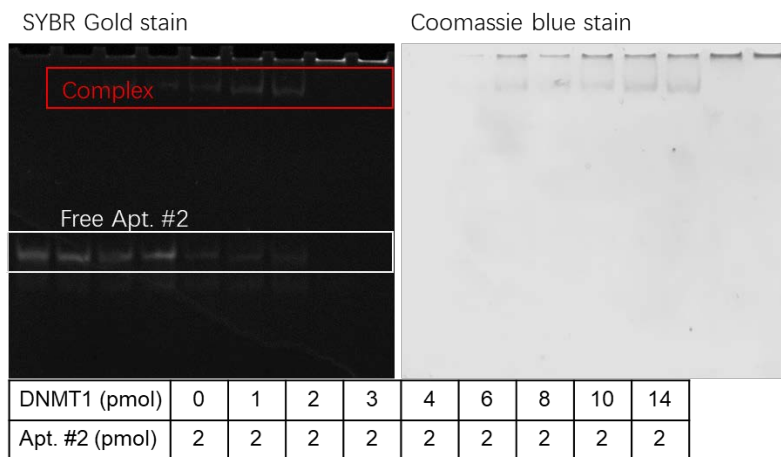 SYBR Gold stain
Coomassie blue stain
Complex
Free Apt. #2
DNMT1 (pmol) 0 1 2 3 4 6 8 10 14
Apt. #2 (pmol) 2 2 2 2 2 2 2 2 2